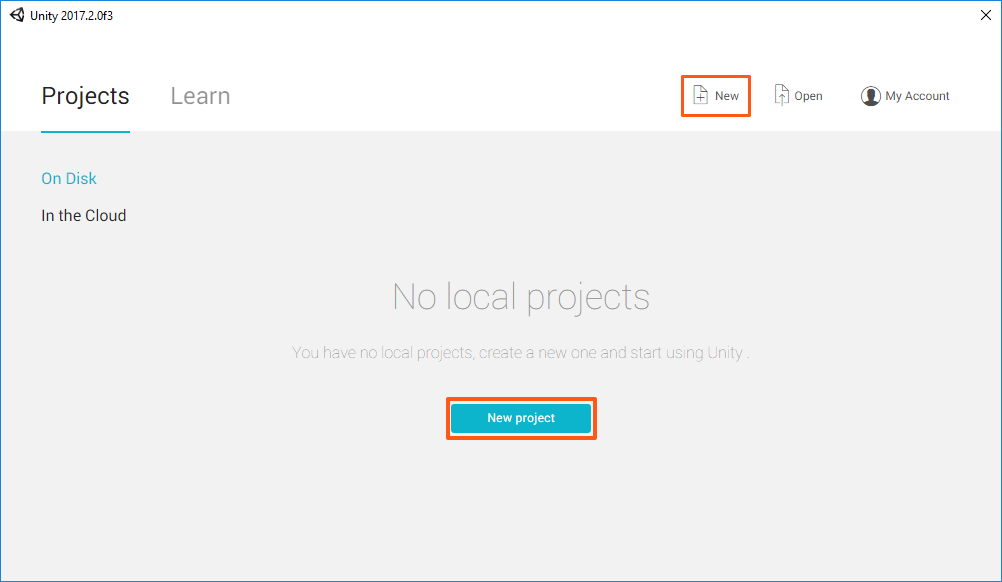 Unity 2017.2.0f3
Projects Learn New Open My Account
On Disk
In the Cloud
No local projects
You have no local projects, create a new one and start using Unity .
New project